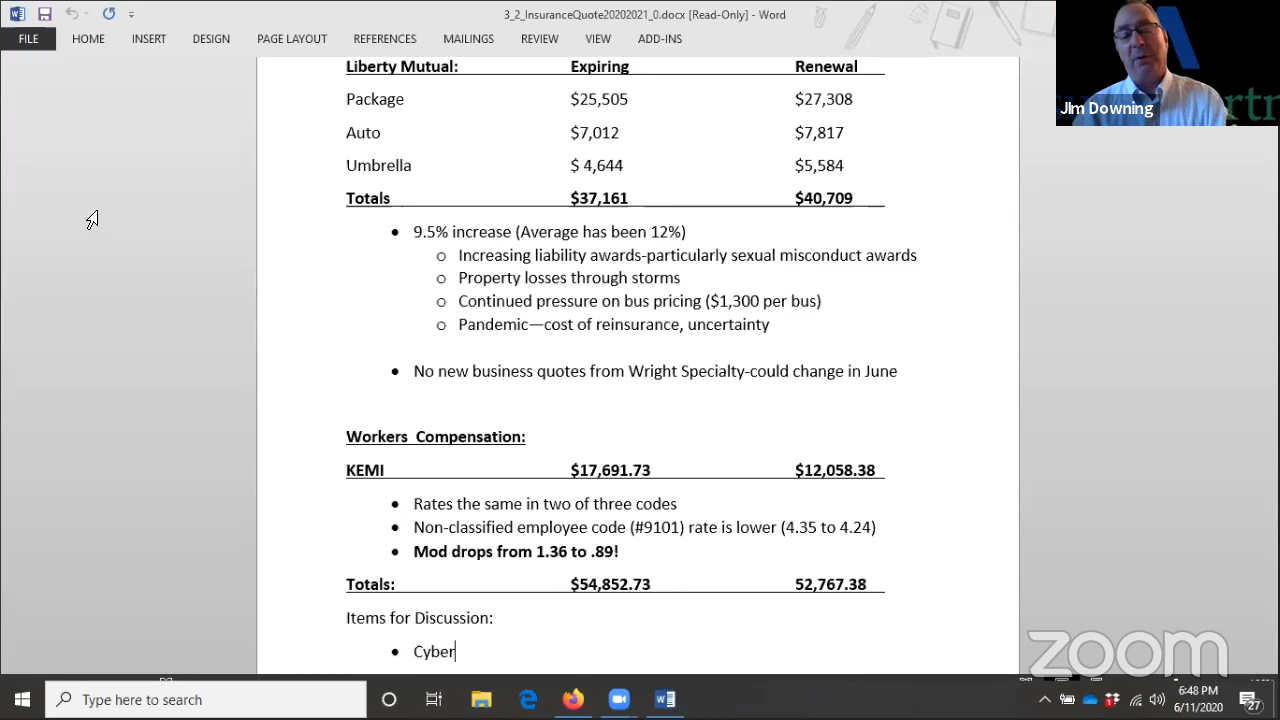 3_2_InsuranceQuote20202021_0.docx [Read-Only] - Word
FILE HOME INSERT DESIGN PAGE LAYOUT REFERENCES MAILINGS REVIEW VIEW ADD-INS
Liberty Mutual: Expiring Renewal
Package $25,505 $27,308
Auto $7,012 $7,817
Umbrella $ 4,644 $5,584
Totals $37,161 $40,709
• 9.5% increase (Average has been 12%)
o Increasing liability awards-particularly sexual misconduct awards
o Property losses through storms
o Continued pressure on bus pricing ($1,300 per bus)
o Pandemic—cost of reinsurance, uncertainty
• No new business quotes from Wright Specialty-could change in June
Workers Compensation:
KEMI $17,691.73 $12,058.38
• Rates the same in two of three codes
• Non-classified employee code (#9101) rate is lower (4.35 to 4.24)
• Mod drops from 1.36 to .89!
Totals: $54,852.73 52,767.38
Items for Discussion:
• Cyber
JIm Downing
zoom
Type here to search
6:48 PM
6/11/2020
27